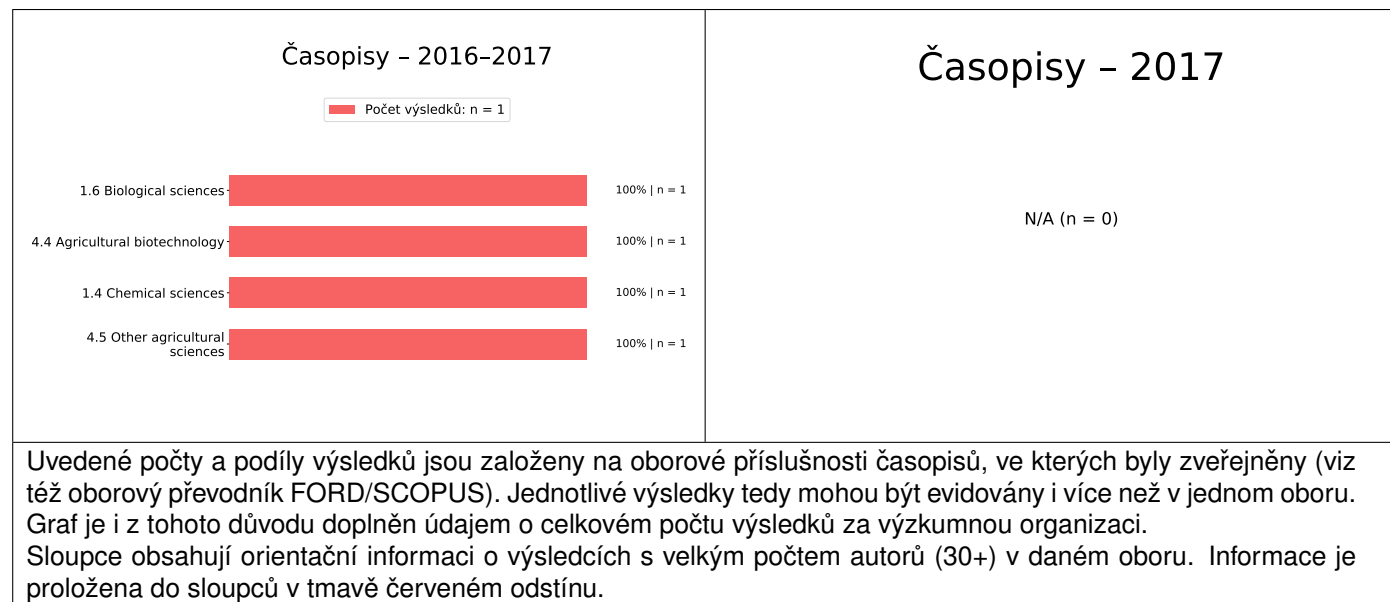 Časopisy – 2016–2017
Počet výsledků: n = 1
1.6 Biological sciences
100% | n = 1
4.4 Agricultural biotechnology
100% | n = 1
1.4 Chemical sciences
100% | n = 1
4.5 Other agricultural
sciences
100% | n = 1
Časopisy – 2017
N/A (n = 0)
Uvedené počty a podíly výsledků jsou založeny na oborové příslušnosti časopisů, ve kterých byly zveřejněny (viz
též oborový převodník FORD/SCOPUS). Jednotlivé výsledky tedy mohou být evidovány i více než v jednom oboru.
Graf je i z tohoto důvodu doplněn údajem o celkovém počtu výsledků za výzkumnou organizaci.
Sloupce obsahují orientační informaci o výsledcích s velkým počtem autorů (30+) v daném oboru. Informace je
proložena do sloupců v tmavě červeném odstínu.